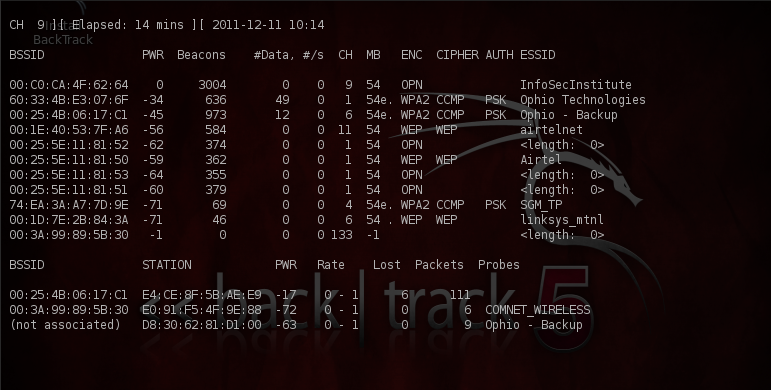 Install
BackTrack
CH  9 ][ Elapsed: 14 mins ][ 2011-12-11 10:14
BSSID              PWR  Beacons    #Data, #/s  CH  MB   ENC  CIPHER AUTH ESSID
00:C0:CA:4F:62:64    0     3004        0    0   9  54   OPN              InfoSecInstitute
60:33:4B:E3:07:6F  -34      636       49    0   1  54e. WPA2 CCMP   PSK  Ophio Technologies
00:25:4B:06:17:C1  -45      973       12    0   6  54e. WPA2 CCMP   PSK  Ophio - Backup
00:1E:40:53:7F:A6  -56      584        0    0  11  54   WEP  WEP         airtelnet
00:25:5E:11:81:52  -62      374        0    0   1  54   OPN              <length:  0>
00:25:5E:11:81:50  -59      362        0    0   1  54   WEP  WEP         Airtel
00:25:5E:11:81:53  -64      355        0    0   1  54   OPN              <length:  0>
00:25:5E:11:81:51  -60      379        0    0   1  54   OPN              <length:  0>
74:EA:3A:A7:7D:9E  -71       69        0    0   4  54e. WPA2 CCMP   PSK  SGM_TP
00:1D:7E:2B:84:3A  -71       46        0    0   6  54 . WEP  WEP         linksys_mtnl
00:3A:99:89:5B:30   -1        0        0    0 133  -1                    <length:  0>
BSSID              STATION            PWR   Rate    Lost  Packets  Probes
00:25:4B:06:17:C1  E4:CE:8F:5B:AE:E9  -17    0 - 1      6      111
00:3A:99:89:5B:30  E0:91:F5:4F:9E:88  -72    0 - 1      0        6  COMNET_WIRELESS
(not associated)   D8:30:62:81:D1:00  -63    0 - 1      0        9  Ophio - Backup
<< back | track 5